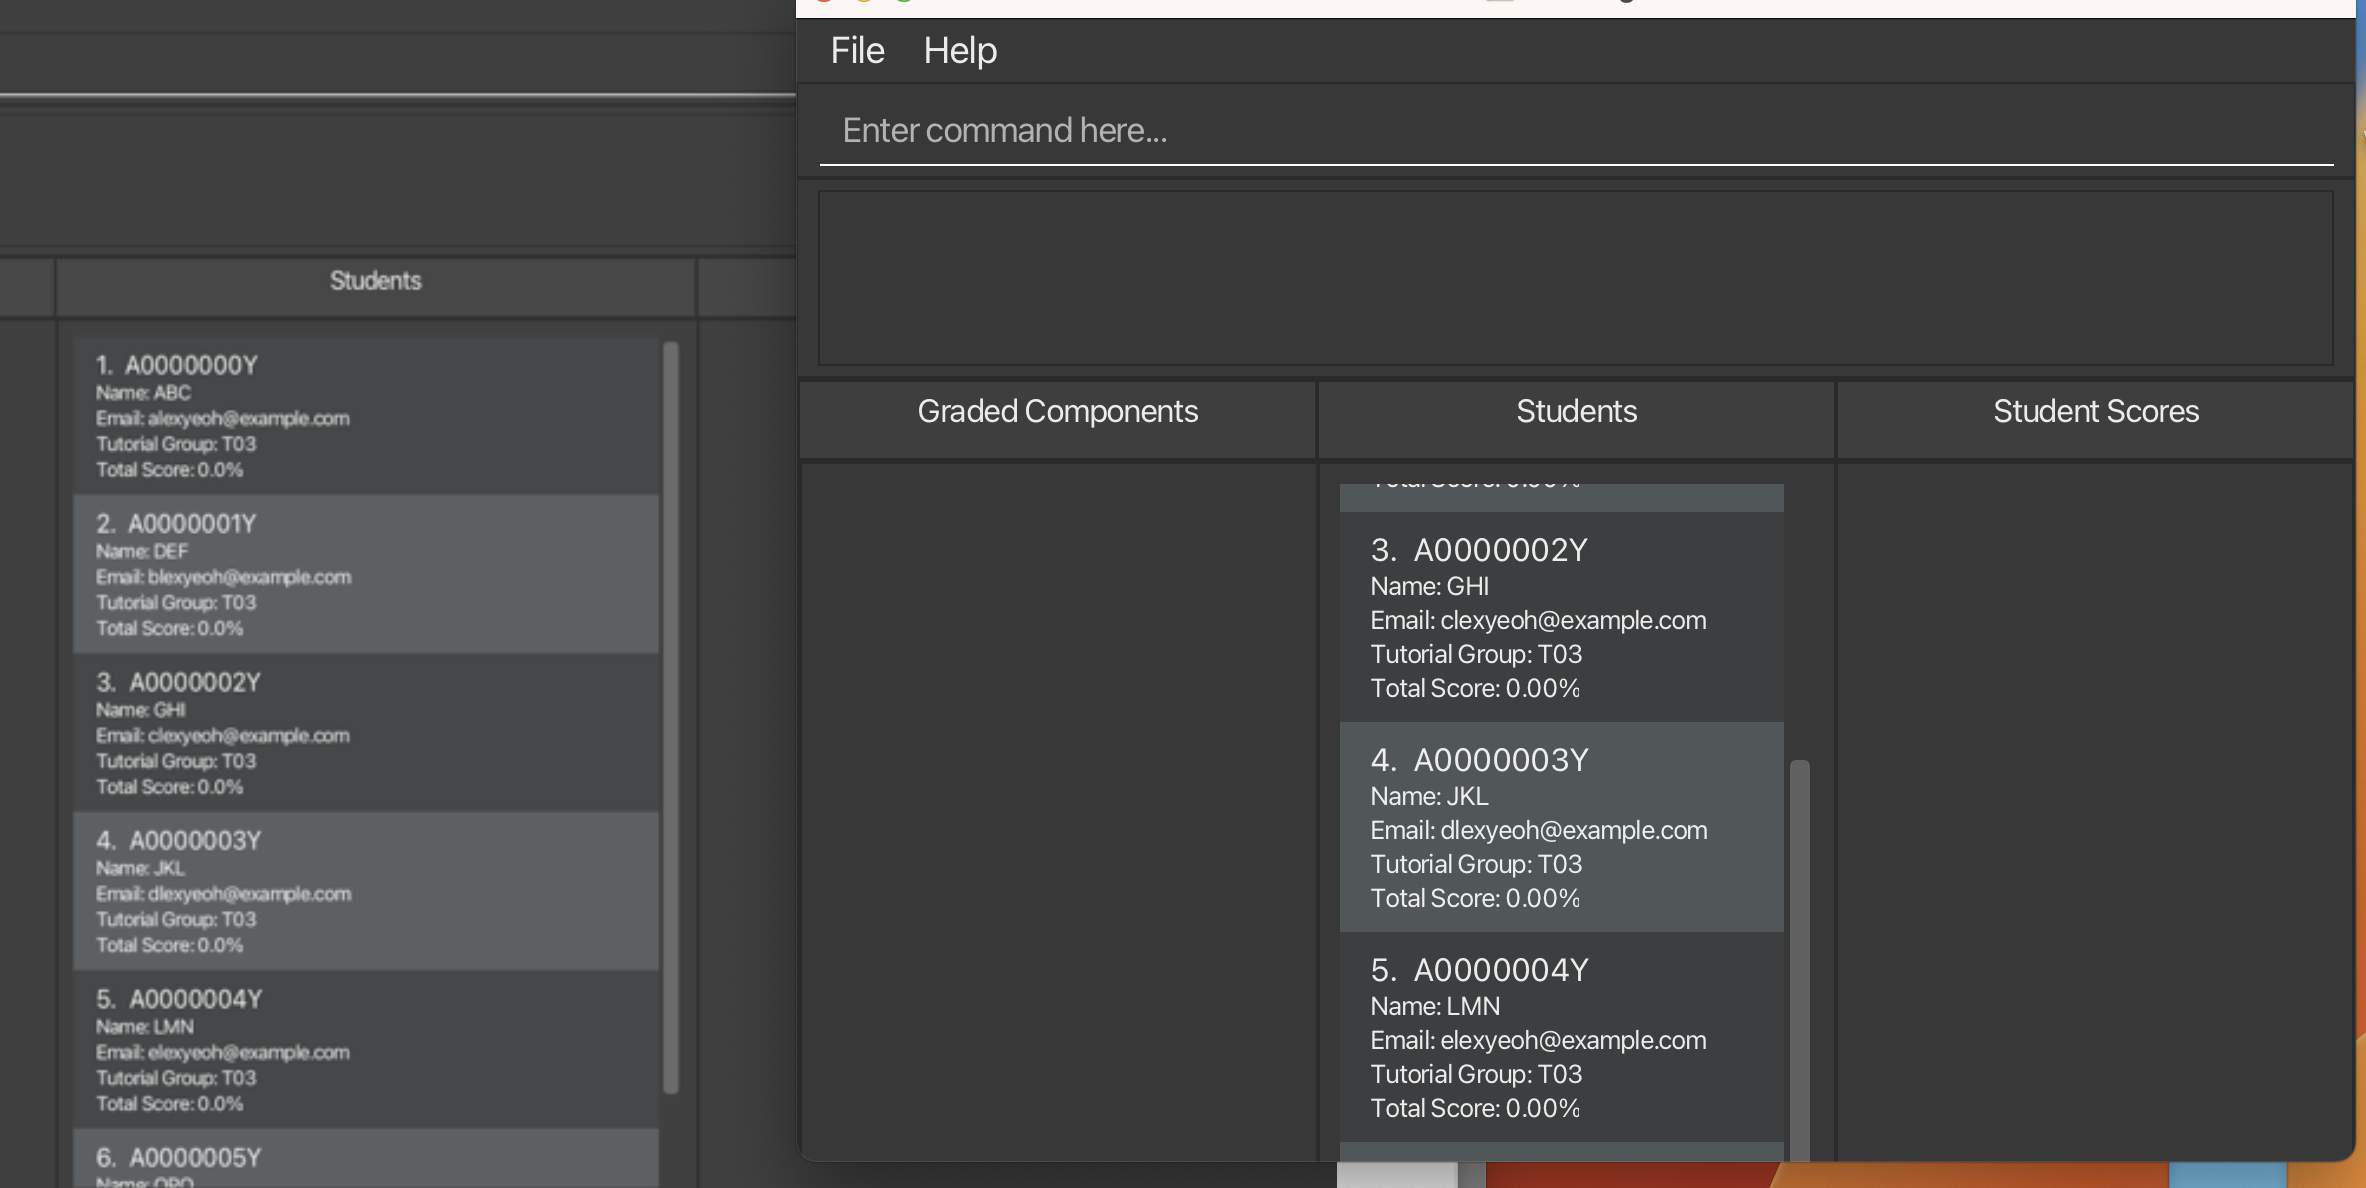 Students
1. A0000000Y
Name: ABC
Email: alexyeoh@example.com
Tutorial Group: T03
Total Score: 0.0%
2. A0000001Y
Name: DEF
Email: blexyeoh@example.com
Tutorial Group: T03
Total Score: 0.0%
3. A0000002Y
Name: GHI
Email: clexyeoh@example.com
Tutorial Group: T03
Total Score: 0.0%
4. A0000003Y
Name: JKL
Email: dlexyeoh@example.com
Tutorial Group: T03
Total Score: 0.0%
5. A0000004Y
Name: LMN
Email: elexyeoh@example.com
Tutorial Group: T03
Total Score: 0.0%
6. A0000005Y
Name:
File Help
Enter command here...
Graded Components
Students
Student Scores
Total Score: 0.00%
3. A0000002Y
Name: GHI
Email: clexyeoh@example.com
Tutorial Group: T03
Total Score: 0.00%
4. A0000003Y
Name: JKL
Email: dlexyeoh@example.com
Tutorial Group: T03
Total Score: 0.00%
5. A0000004Y
Name: LMN
Email: elexyeoh@example.com
Tutorial Group: T03
Total Score: 0.00%